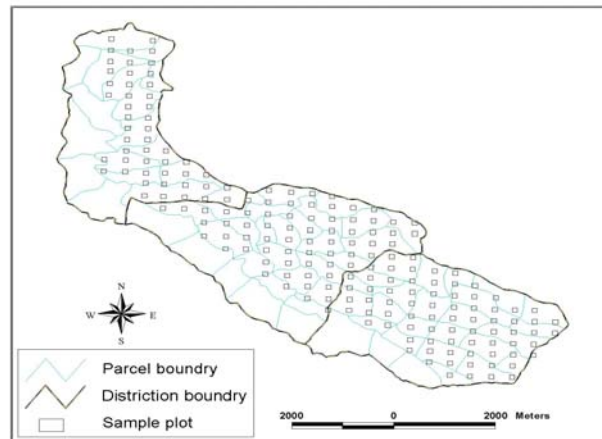 N
W E
S
Parcel boundry
Distriction boundry
Sample plot
2000 0 2000 Meters